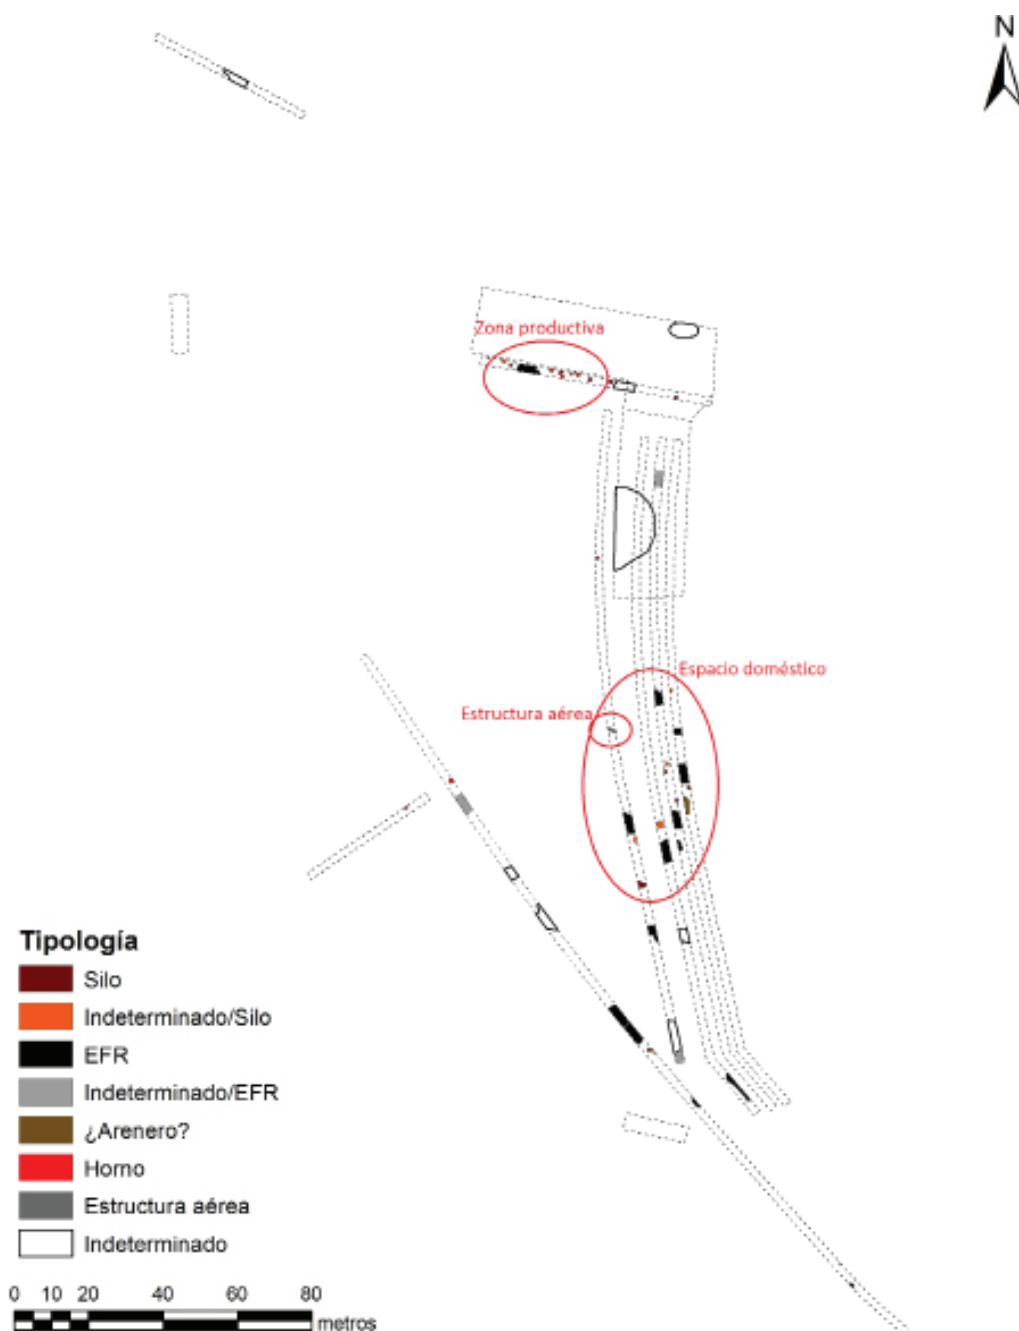 N
Zona productiva
Espacio doméstico
Estructura aérea
Tipología
Silo
Indeterminado/Silo
EFR
Indeterminado/EFR
¿Arenero?
Horno
Estructura aérea
Indeterminado
0 10 20 40 60 80
metros